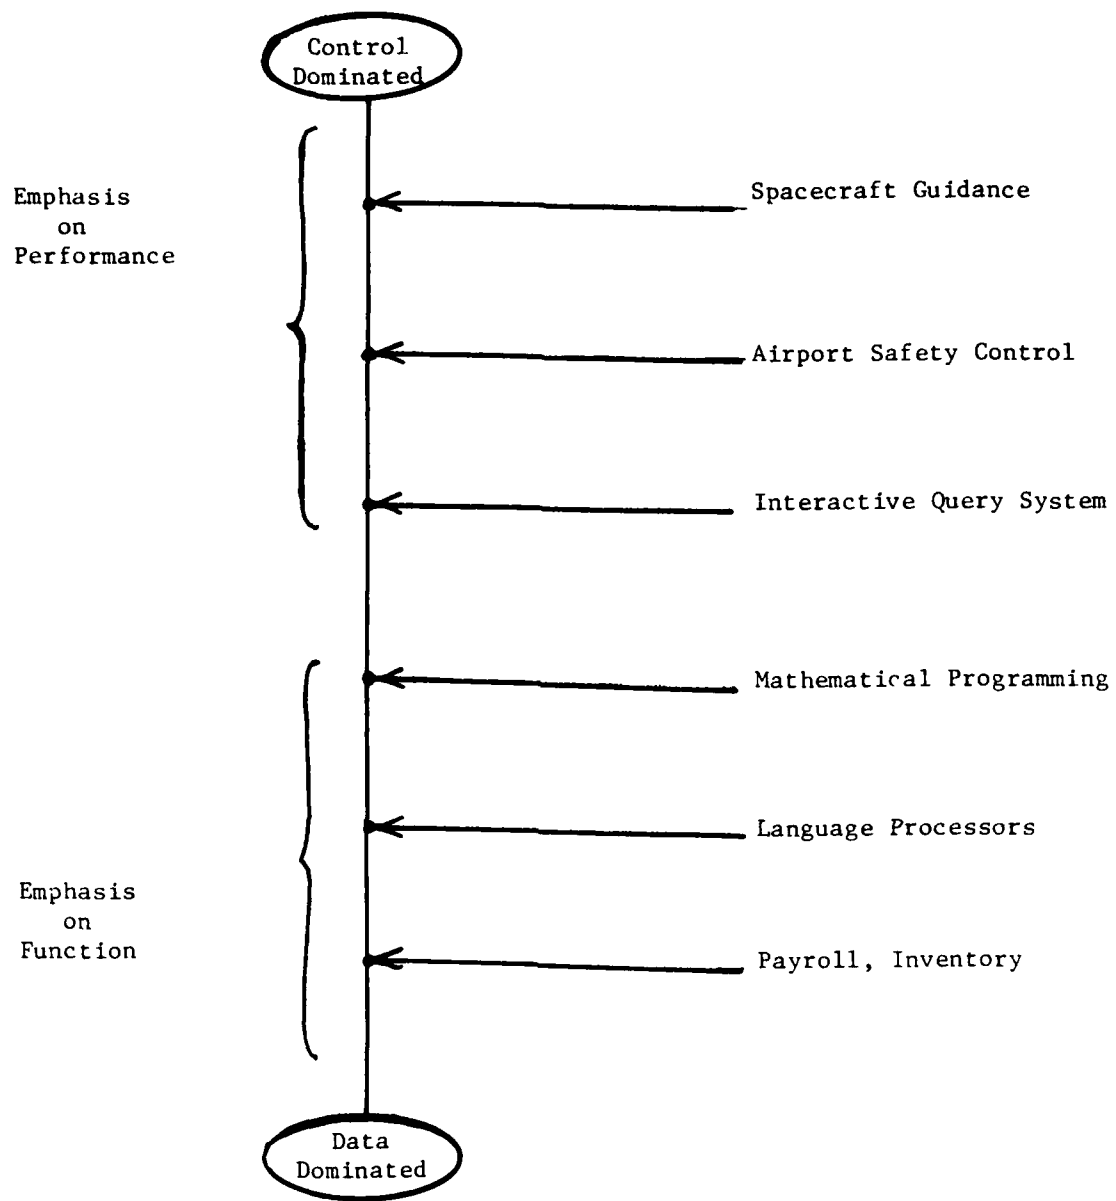 Control
Dominated
Emphasis
on
Performance
Spacecraft Guidance
Airport Safety Control
Interactive Query System
Mathematical Programming
Language Processors
Emphasis
on
Function
Payroll, Inventory
Data
Dominated